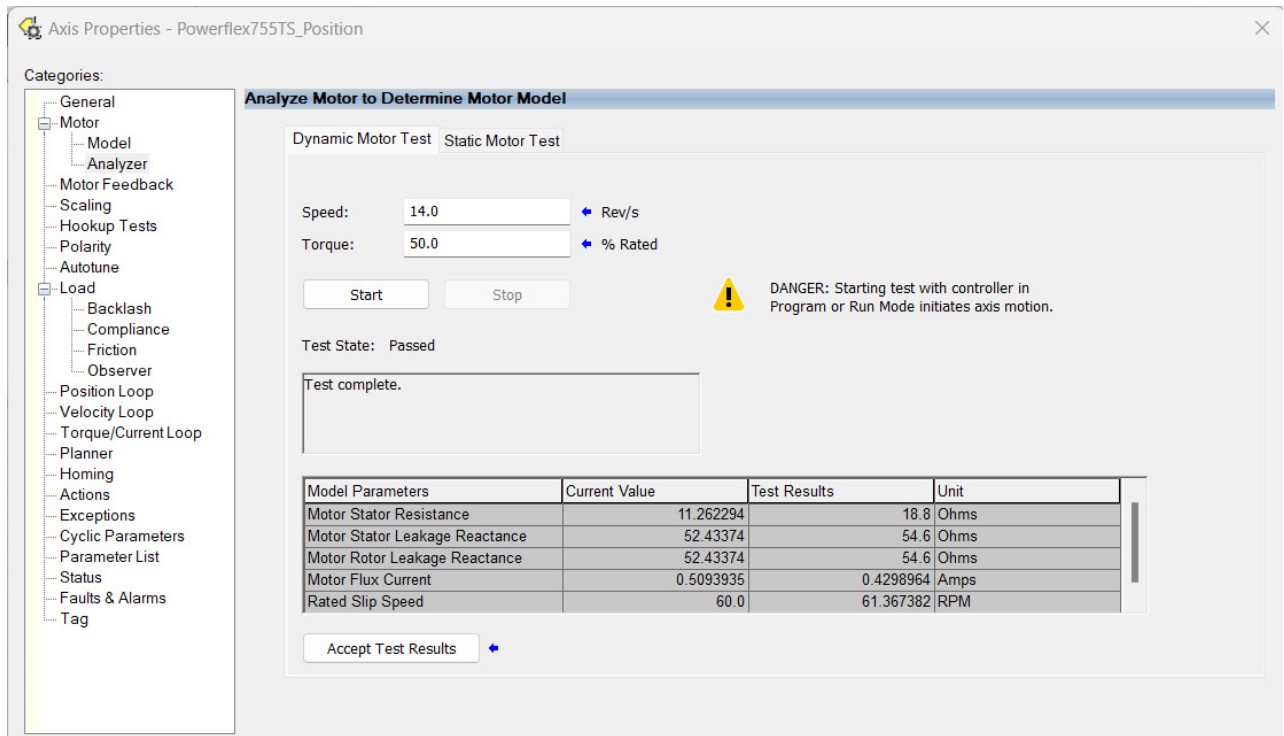 Axis Properties - Powerflex755TS_Position
Categories:
General
Motor
Model
Analyzer
Motor Feedback
Scaling
Hookup Tests
Polarity
Autotune
Load
Backlash
Compliance
Friction
Observer
Position Loop
Velocity Loop
Torque/Current Loop
Planner
Homing
Actions
Exceptions
Cyclic Parameters
Parameter List
Status
Faults & Alarms
Tag
Analyze Motor to Determine Motor Model
Dynamic Motor Test Static Motor Test
Speed: 14.0 Rev/s
Torque: 50.0 % Rated
Start Stop
DANGER: Starting test with controller in
Program or Run Mode initiates axis motion.
Test State: Passed
Test complete.
Model Parameters Current Value Test Results Unit
Motor Stator Resistance 11.262294 18.8 Ohms
Motor Stator Leakage Reactance 52.43374 54.6 Ohms
Motor Rotor Leakage Reactance 52.43374 54.6 Ohms
Motor Flux Current 0.5093935 0.4298964 Amps
Rated Slip Speed 60.0 61.367382 RPM
Accept Test Results